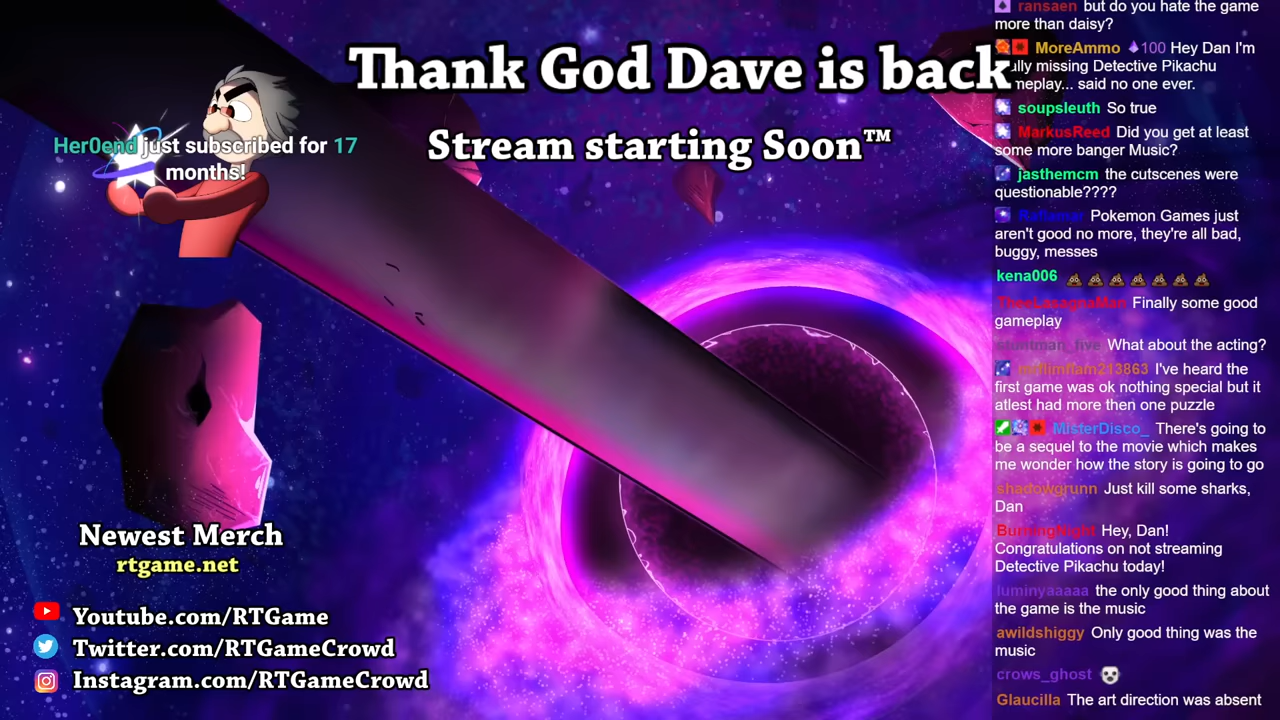 Thank God Dave is back
Stream starting Soon™
Her0end just subscribed for 17
months!
Newest Merch
rtgame.net
Youtube.com/RTGame
Twitter.com/RTGameCrowd
Instagram.com/RTGameCrowd
ransaen but do you hate the game
more than daisy?
MoreAmmo 100 Hey Dan I'm
missing Detective Pikachu
said no one ever.
soupsleuth So true
MarkusReed Did you get at least
some more banger Music?
jasthemcm the cutscenes were
questionable????
Pokemon Games just
aren't good no more, they're all bad,
buggy, messes
kena006
TheeLasagnaMan Finally some good
gameplay
stuntman_five What about the acting?
I've heard the
first game was ok nothing special but it
atlest had more then one puzzle
MisterDisco_ There's going to
be a sequel to the movie which makes
me wonder how the story is going to go
shadowgrunn Just kill some sharks,
Dan
BurningNight Hey, Dan!
Congratulations on not streaming
Detective Pikachu today!
luminyaaaaa the only good thing about
the game is the music
awildshiggy Only good thing was the
music
crows_ghost
Glaucilla The art direction was absent